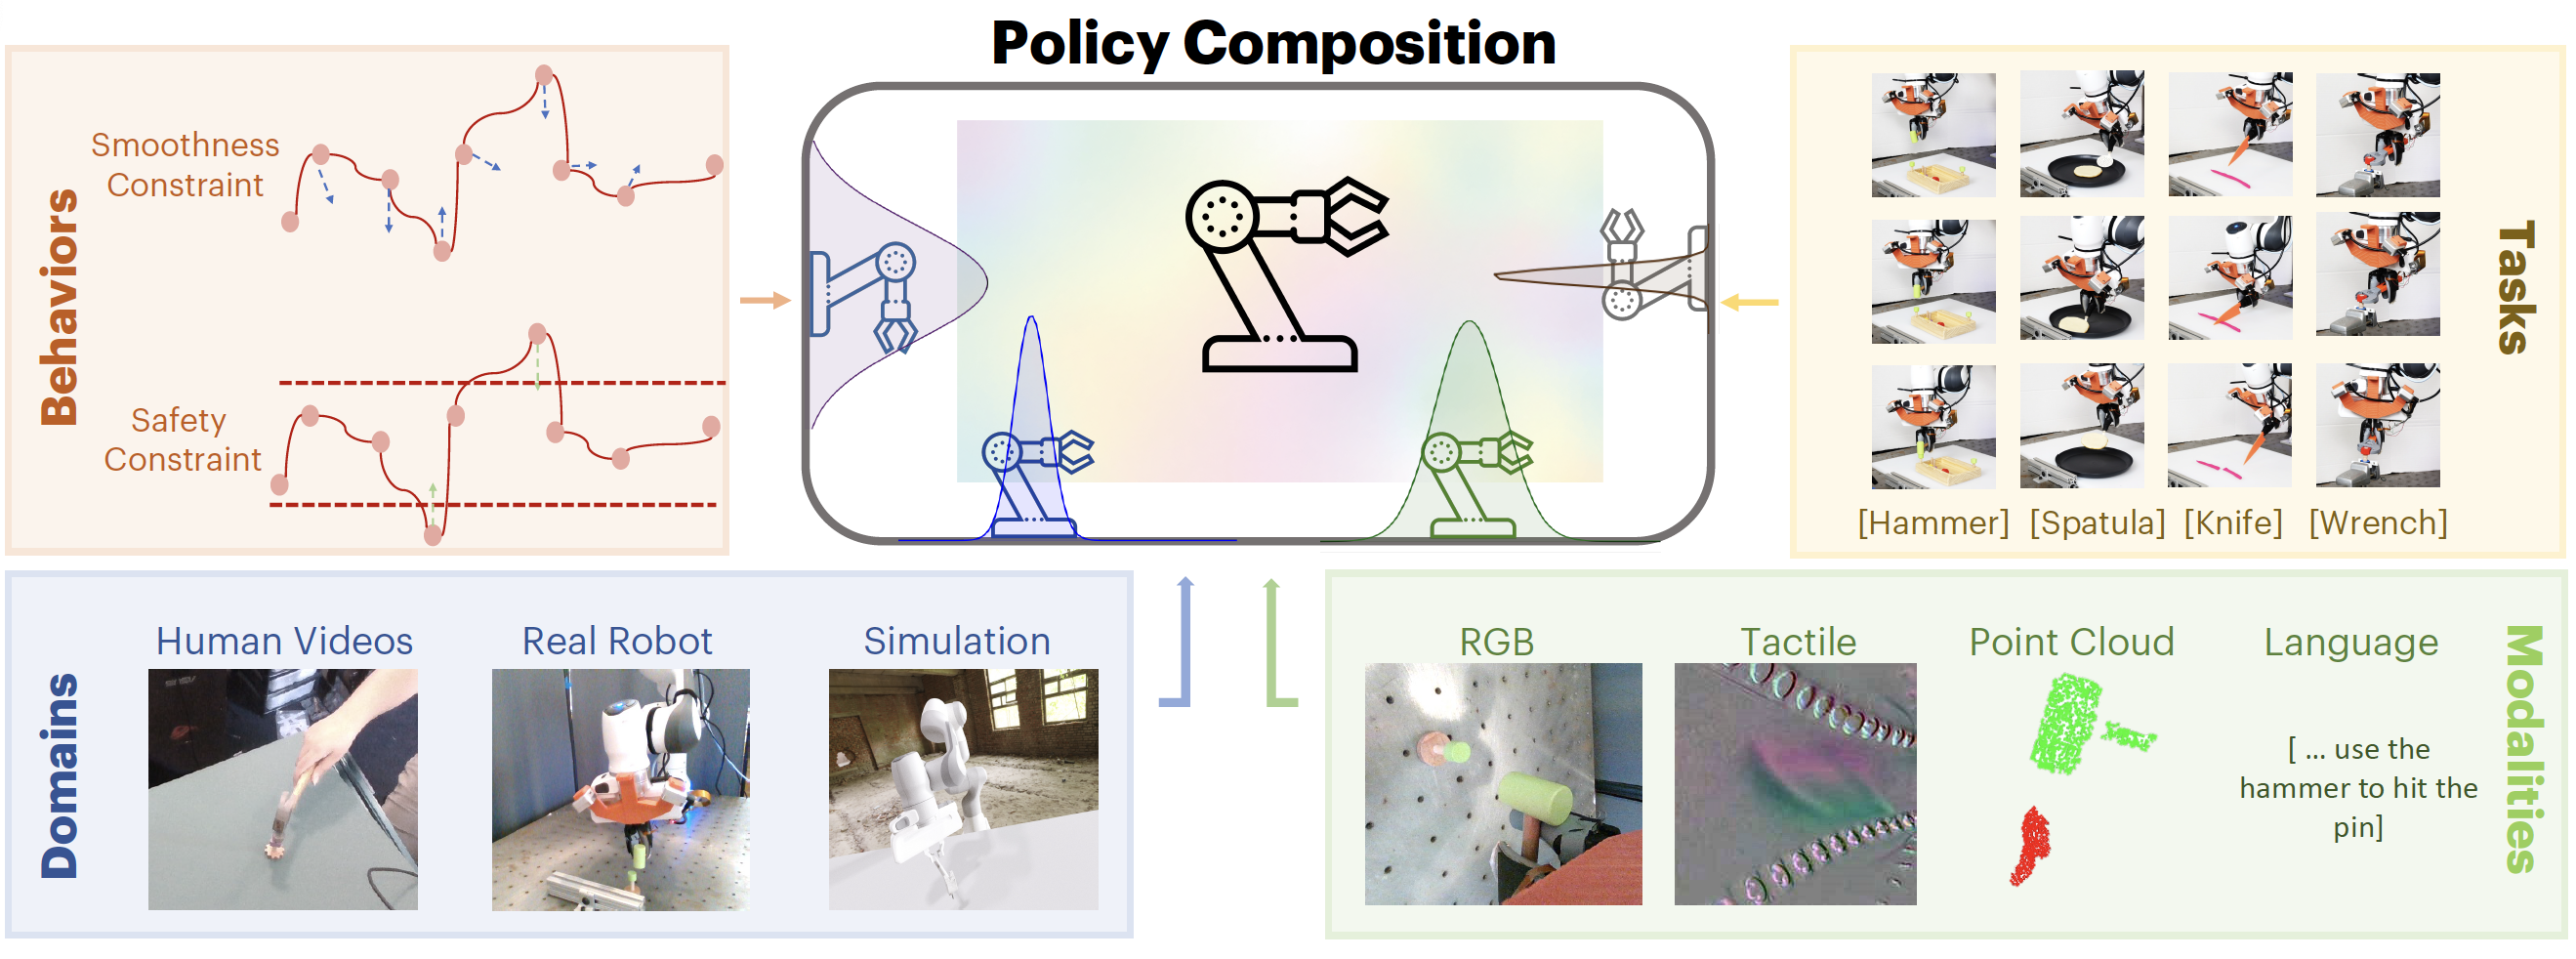 Policy Composition
Behaviors
Smoothness
Constraint
Safety
Constraint
Tasks
[Hammer] [Spatula] [Knife] [Wrench]
Domains
Human Videos
Real Robot
Simulation
Modalities
RGB
Tactile
Point Cloud
Language
[ ... use the
hammer to hit the
pin]